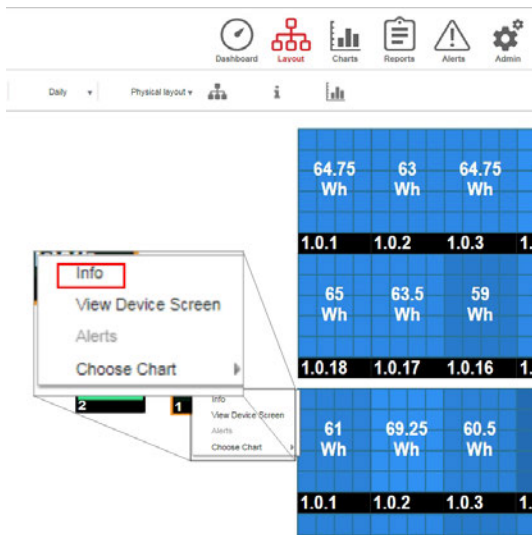 Dashboard Layout Charts Reports Alerts Admin
Daily Physical layout
64.75 63 64.75
Wh Wh Wh
1.0.1 1.0.2 1.0.3 1.
Info
View Device Screen
Alerts
Choose Chart
65 63.5 59
Wh Wh Wh
1.0.18 1.0.17 1.0.16 1.
2 1
Info
View Device Screen
Alerts
Choose Chart
61 69.25 60.5
Wh Wh Wh
1.0.1 1.0.2 1.0.3 1.